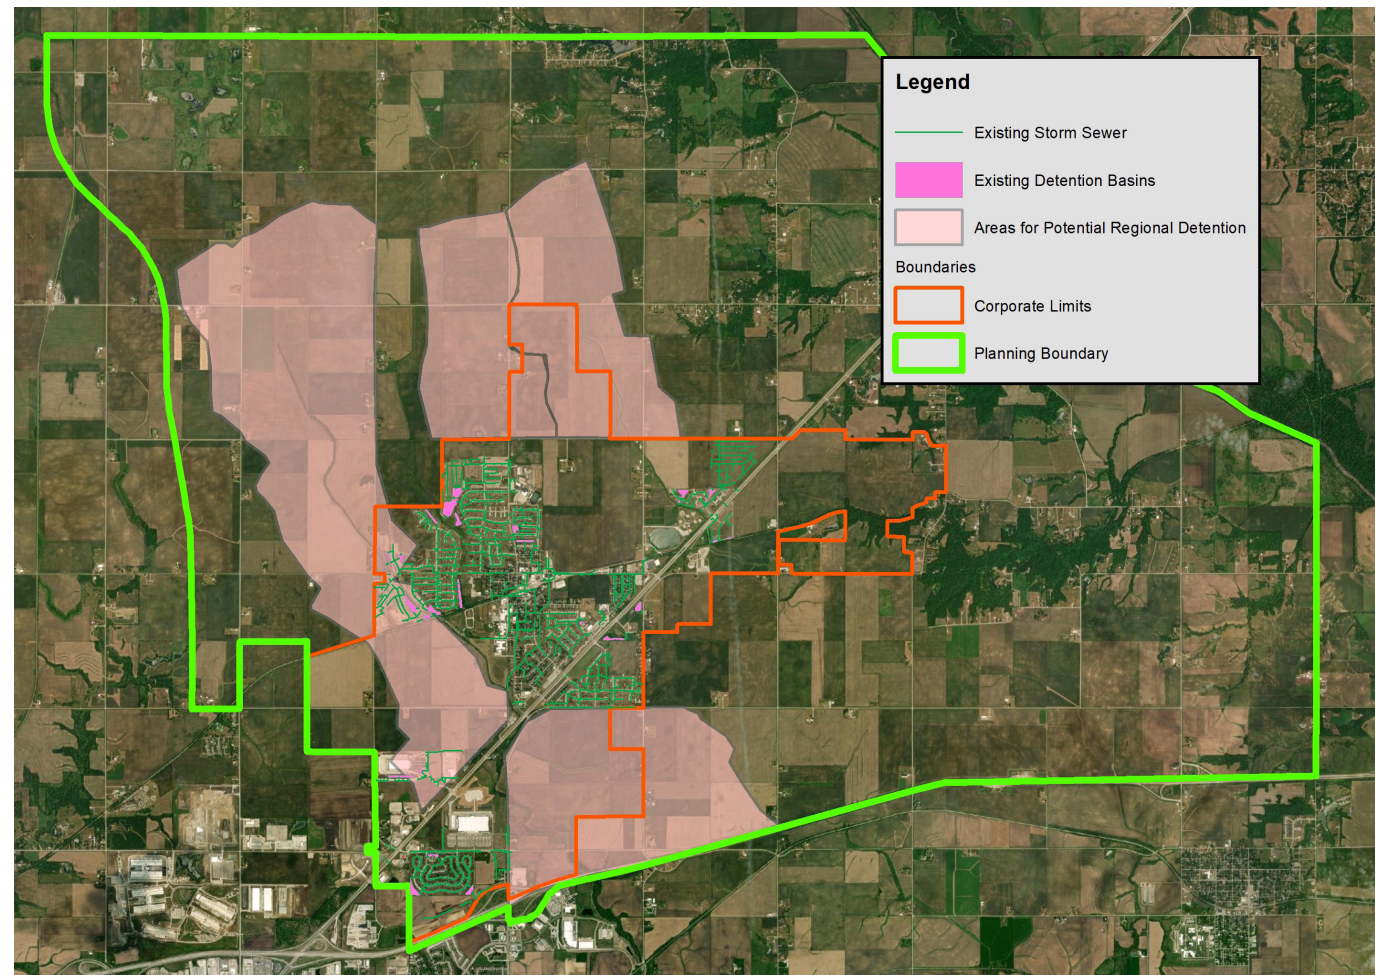 Legend
Existing Storm Sewer
Existing Detention Basins
Areas for Potential Regional Detention
Boundaries
Corporate Limits
Planning Boundary